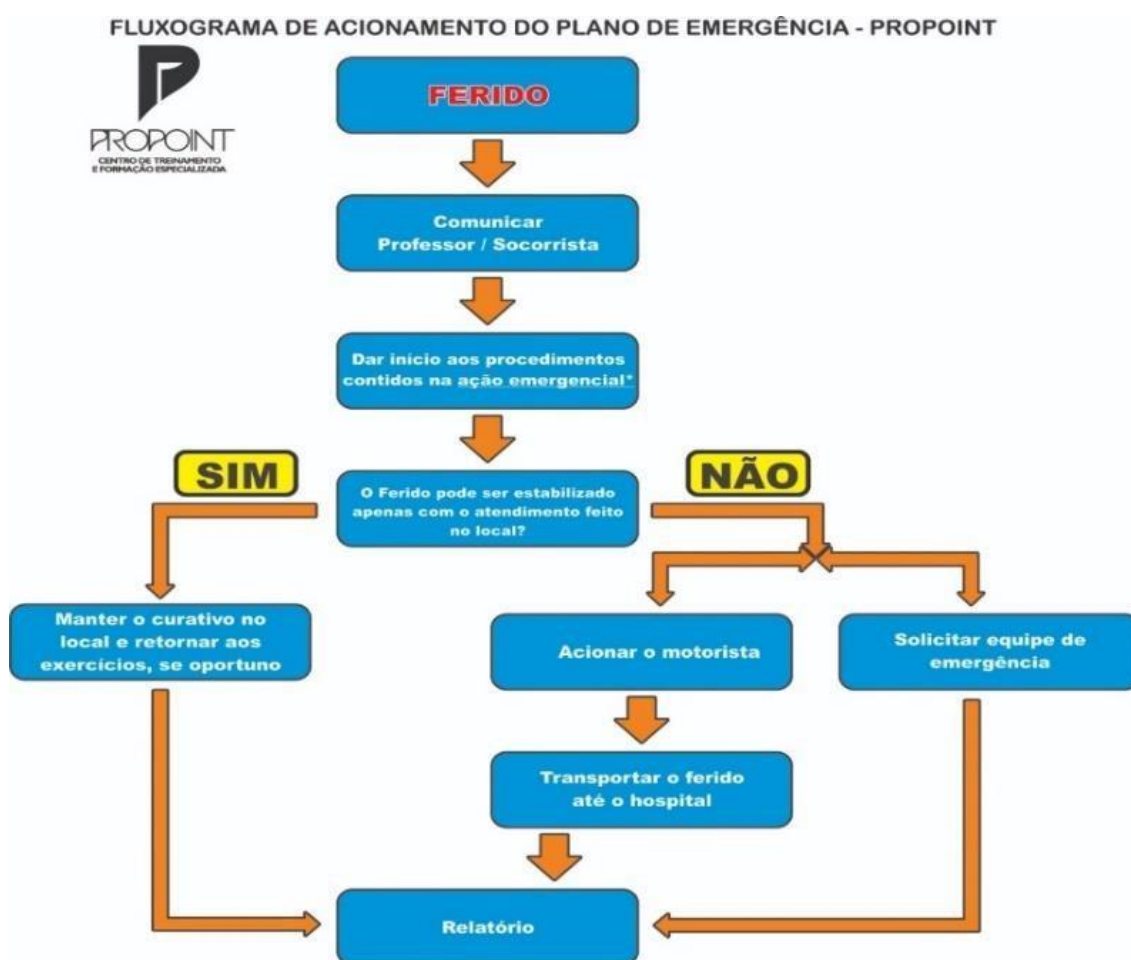 FLUXOGRAMA DE ACIONAMENTO DO PLANO DE EMERGÊNCIA - PROPOINT
PROPOINT
CENTRO DE TREINAMENTO
E FORMAÇÃO ESPECIALIZADA
FERIDO
Comunicar
Professor / Socorrista
Dar início aos procedimentos
contidos na ação emergencial*
SIM
NÃO
O Ferido pode ser estabilizado
apenas com o atendimento feito
no local?
Manter o curativo no
local e retornar aos
exercícios, se oportuno
Acionar o motorista
Solicitar equipe de
emergência
Transportar o ferido
até o hospital
Relatório